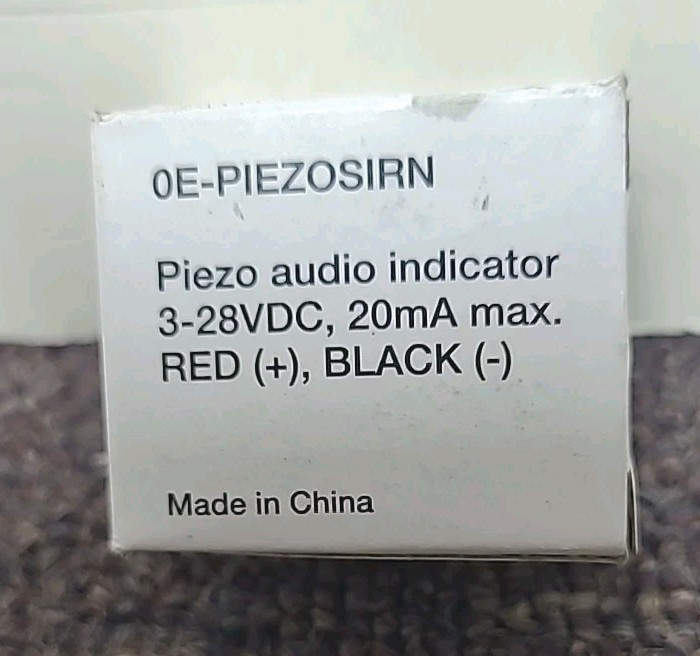 0E-PIEZOSIRN
Piezo audio indicator
3-28VDC, 20mA max.
RED (+), BLACK (-)
Made in China